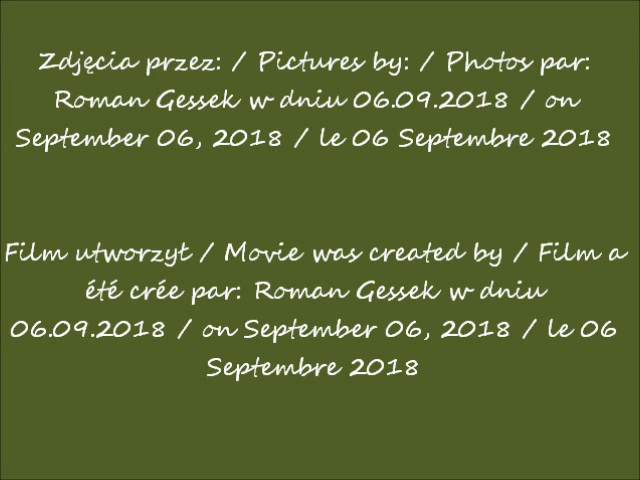 Zdjęcia przez: / Pictures by: / Photos par:
Roman Gessek w dniu 06.09.2018 / on
September 06, 2018 / le 06 Septembre 2018
Film utworzył / Movie was created by / Film a
été crée par: Roman Gessek w dniu
06.09.2018 / on September 06, 2018 / le 06
Septembre 2018